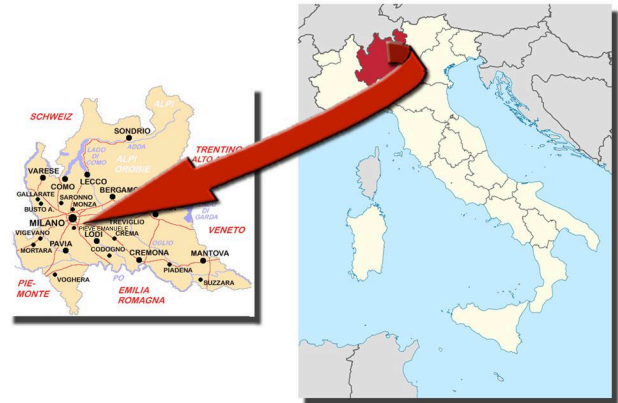 SCHWEIZ
ALPI
SONDRIO
ADDA
LAGO
DI
COMO
ALPI
OROBIE
TRENTINO
ALTO A
VARESE
COMO
LECCO
BERGAMO
GALLARATE
SARONNO
MONZA
BUSTO A.
MILANO
PIEVE EMANUELE
TREVIGLIO
DI
GARDA
VIGEVANO
LODI
CREMA
VENETO
MORTARA
PAVIA
CODOGNO
OGLIO
CREMONA
MANTOVA
PIADENA
PIE-
MONTE
VOGHERA
PO
EMILIA
ROMAGNA
SUZZARA